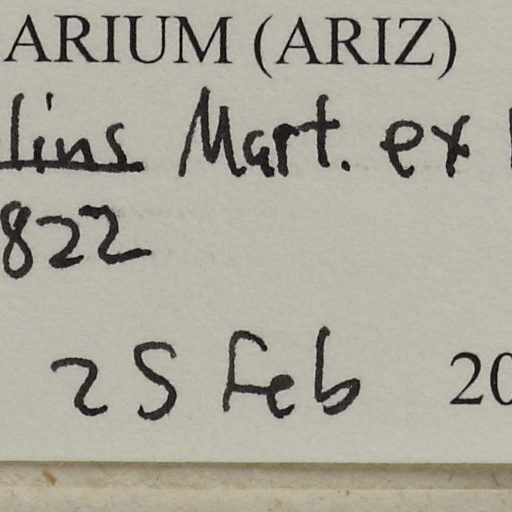 ARIUM (ARIZ)
lins Mart. ex
822
25 Feb 20